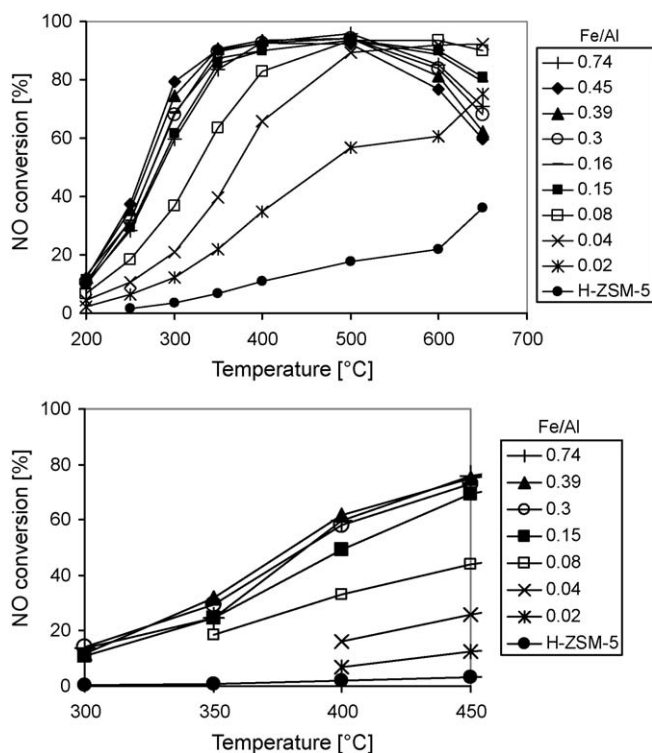 NO conversion [%]
100
80
60
40
20
0
200 300 400 500 600 700
Temperature [°C]
Fe/Al
0.74
0.45
0.39
0.3
0.16
0.15
0.08
0.04
0.02
H-ZSM-5
NO conversion [%]
100
80
60
40
20
0
300 350 400 450
Temperature [°C]
Fe/Al
0.74
0.39
0.3
0.15
0.08
0.04
0.02
H-ZSM-5